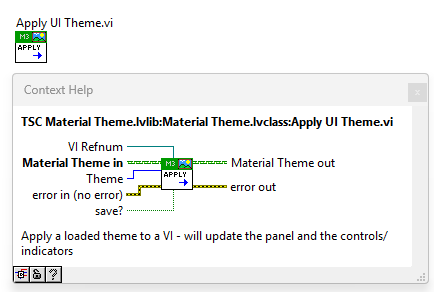 Apply UI Theme.vi
M3
APPLY
Context Help
x
TSC Material Theme.lvlib:Material Theme.lvclass:Apply UI Theme.vi
VI Refnum
Material Theme in
Material Theme out
M3
Theme
APPLY
error in (no error)
error out
save?
Apply a loaded theme to a VI - will update the panel and the controls/
indicators
?